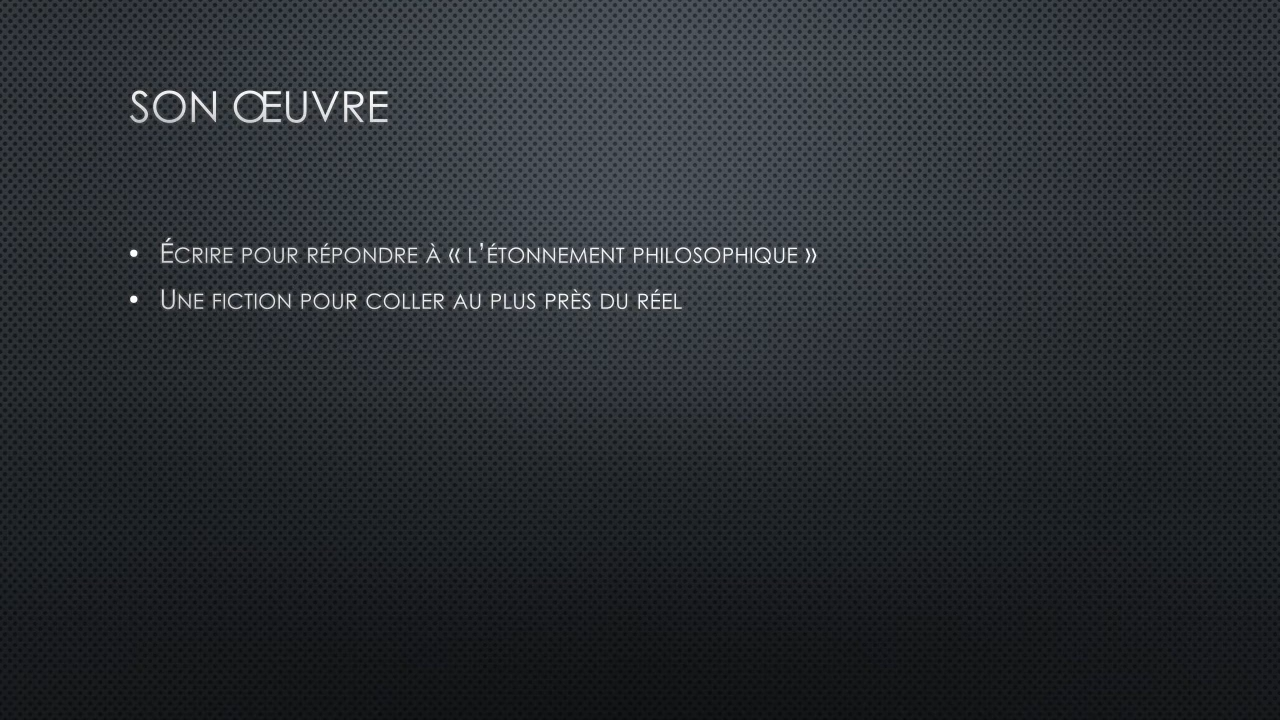 SON ŒUVRE
• Écrire pour répondre à « l’étonnement philosophique »
• Une fiction pour coller au plus près du réel